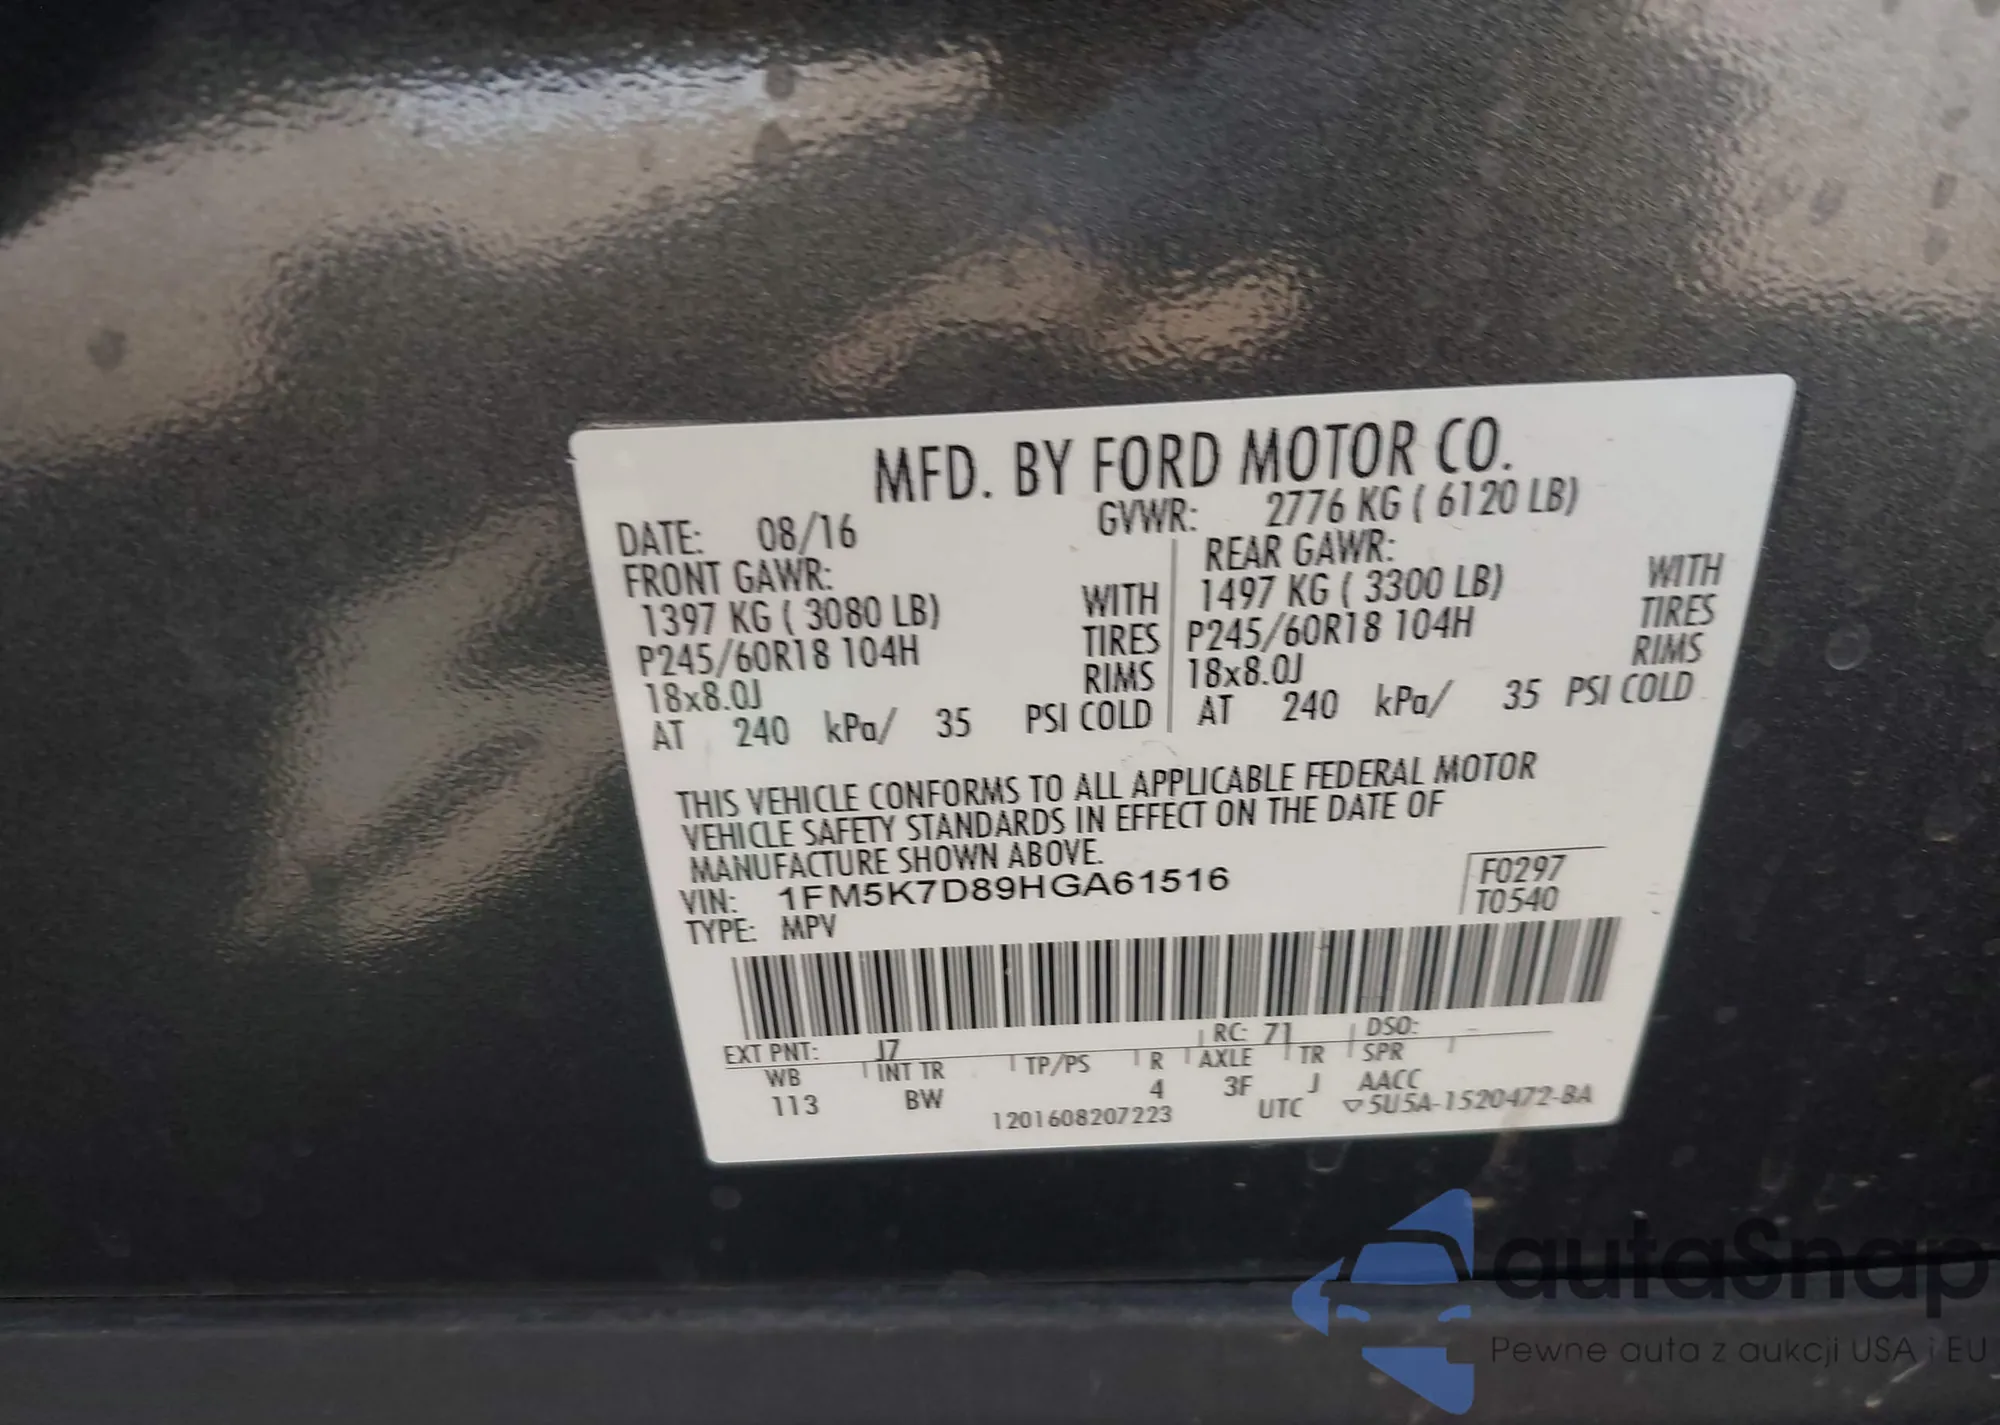 MFD. BY FORD MOTOR CO.
DATE: 08/16 GVWR: 2776 KG ( 6120 LB)
FRONT GAWR: REAR GAWR:
1397 KG ( 3080 LB) WITH 1497 KG ( 3300 LB) WITH
P245/60R18 104H TIRES P245/60R18 104H TIRES
18x8.0J RIMS 18x8.0J RIMS
AT 240 kPa/ 35 PSI COLD AT 240 kPa/ 35 PSI COLD
THIS VEHICLE CONFORMS TO ALL APPLICABLE FEDERAL MOTOR
VEHICLE SAFETY STANDARDS IN EFFECT ON THE DATE OF
MANUFACTURE SHOWN ABOVE.
VIN: 1FM5K7D89HGA61516 F0297
TYPE: MPV T0540
EXT PNT: J7 RC: 71 DSO:
WB INT TR TP/PS R AXLE TR SPR
113 BW 4 3F J AACC
1201608207223 UTC ▽5U5A-1520472-BA
autaSnap
Pewne auta z aukcji USA i EU